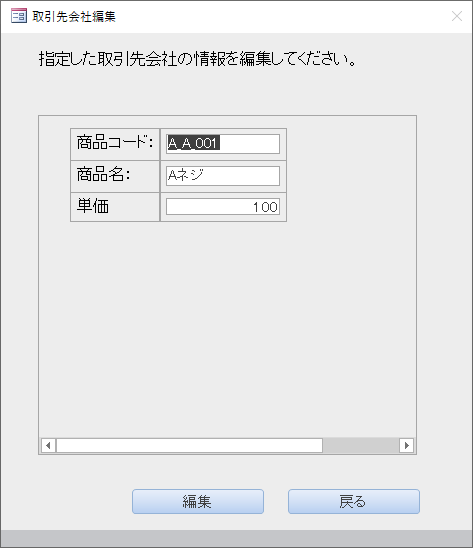 取引先会社編集
指定した取引先会社の情報を編集してください。
商品コード: A_A_001
商品名: Aネジ
単価 100
編集 戻る